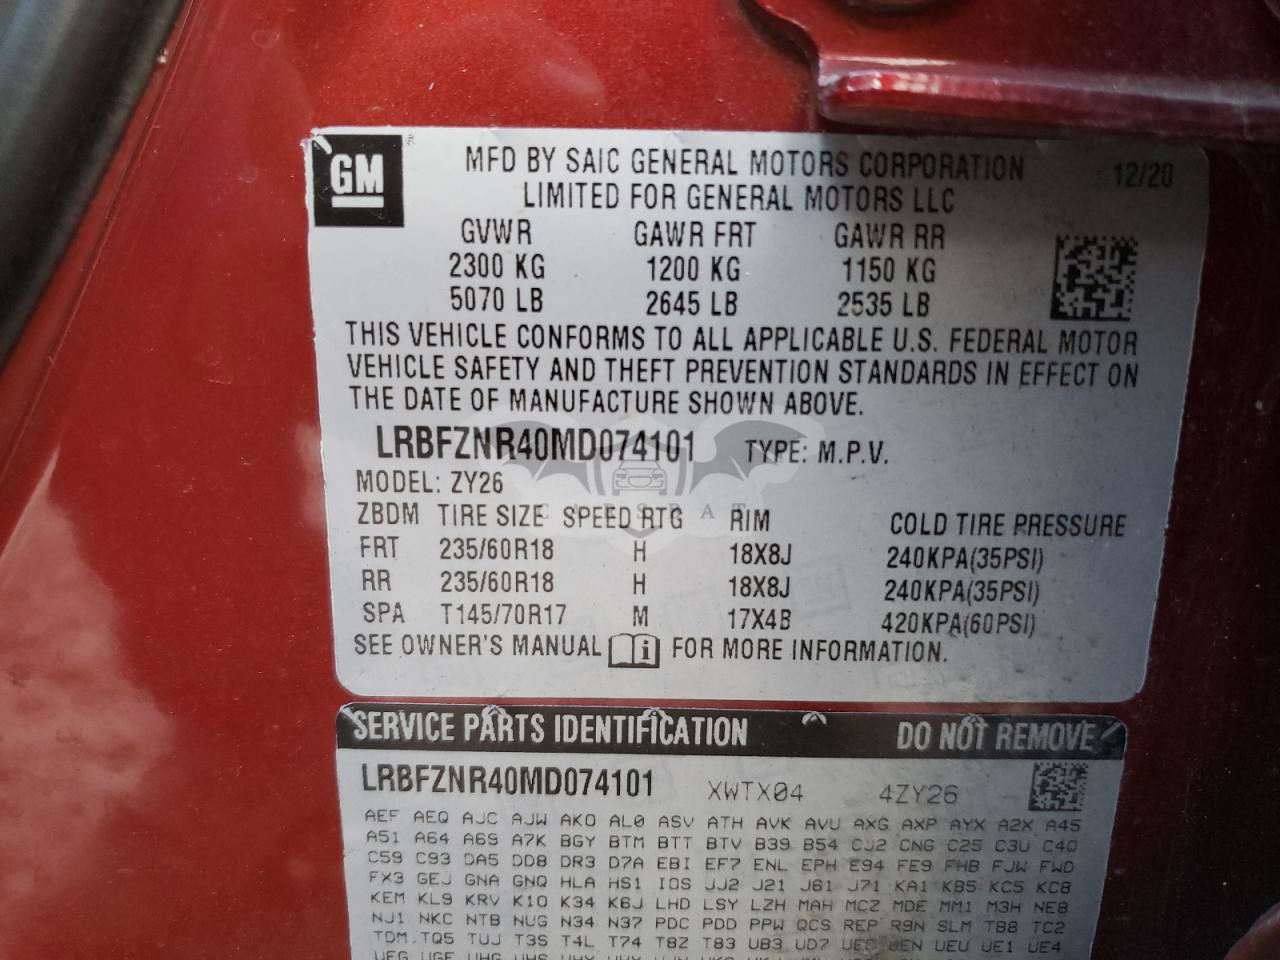 GM
MFD BY SAIC GENERAL MOTORS CORPORATION 12/20
LIMITED FOR GENERAL MOTORS LLC
GVWR GAWR FRT GAWR RR
2300 KG 1200 KG 1150 KG
5070 LB 2645 LB 2535 LB
THIS VEHICLE CONFORMS TO ALL APPLICABLE U.S. FEDERAL MOTOR
VEHICLE SAFETY AND THEFT PREVENTION STANDARDS IN EFFECT ON
THE DATE OF MANUFACTURE SHOWN ABOVE.
LRBFZNR40MD074101 TYPE: M.P.V.
MODEL: ZY26
CARSBAT
ZBDM TIRE SIZE SPEED RTG RIM COLD TIRE PRESSURE
FRT 235/60R18 H 18X8J 240KPA(35PSI)
RR 235/60R18 H 18X8J 240KPA(35PSI)
SPA T145/70R17 M 17X4B 420KPA(60PSI)
SEE OWNER'S MANUAL FOR MORE INFORMATION.
SERVICE PARTS IDENTIFICATION DO NOT REMOVE
LRBFZNR40MD074101 XWTX04 4ZY26
AEF AEQ AJC AJW AKO AL0 ASV ATH AVK AVU AXG AXP AYX A2X A45
A51 A64 A69 A7K BGY BTM BTT BTV B39 B54 CJ2 CNG C25 C3U C4Q
C59 C93 DA5 DD8 DR3 D7A EBI EF7 ENL EPH E94 FE9 FHB FJW FWD
FX3 GEJ GNA GNQ HLA HS1 IOS JJ2 J21 J61 J71 KA1 KB5 KC5 KC8
KEM KL9 KRV K10 K34 K6J LHD LSY LZH MAH MCZ MDE MM1 M3H NE8
NJ1 NKC NTB NUG N34 N37 PDC PDD PPW QCS REP R9N SLM TB8 TC2
TDM TQ5 TUJ T3S T4L T74 T8Z T83 UB3 UD7 UEN UEU UE1 UE4